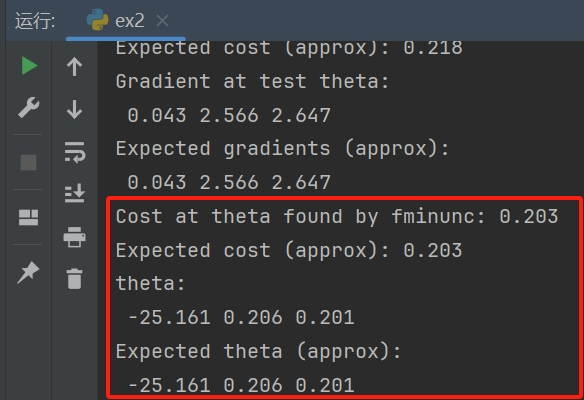 运行: ex2
Expected cost (approx): 0.218
Gradient at test theta:
0.043 2.566 2.647
Expected gradients (approx):
0.043 2.566 2.647
Cost at theta found by fminunc: 0.203
Expected cost (approx): 0.203
theta:
-25.161 0.206 0.201
Expected theta (approx):
-25.161 0.206 0.201